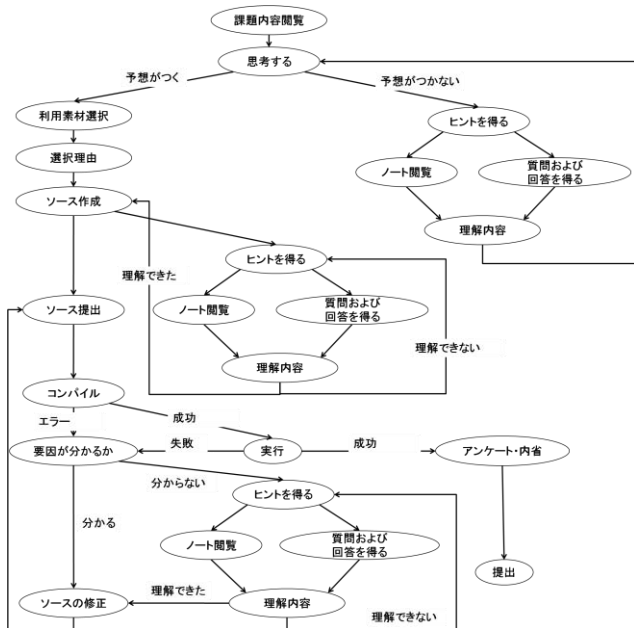 課題内容閲覧
思考する
予想がつく
予想がつかない
利用素材選択
ヒントを得る
選択理由
ノート閲覧
質問および
回答を得る
ソース作成
理解内容
ヒントを得る
理解できた
ソース提出
ノート閲覧
質問および
回答を得る
理解できない
理解内容
コンパイル
エラー
成功
要因が分かるか
失敗
実行
成功
アンケート・内省
分からない
ヒントを得る
分かる
ノート閲覧
質問および
回答を得る
提出
理解できた
ソースの修正
理解内容
理解できない